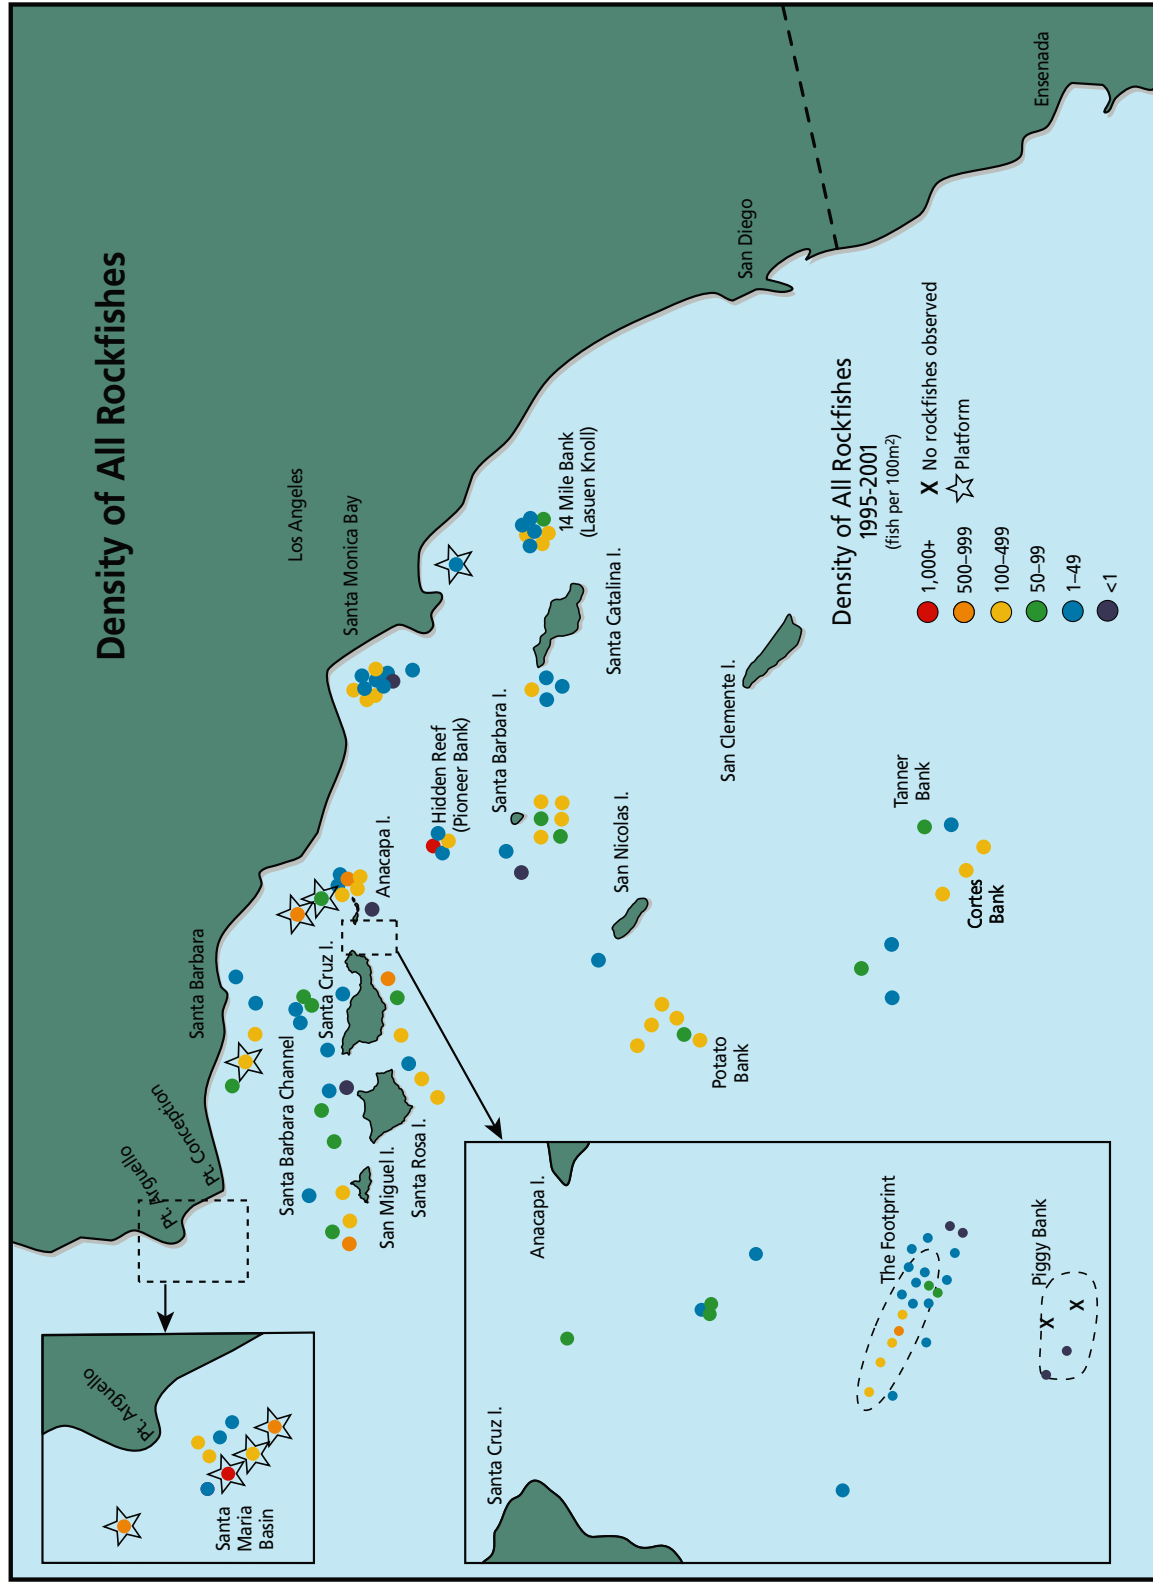 Density of All Rockfishes
Pt. Arguello
Santa
Maria
Basin
Pt. Arguello
Pt. Conception
Santa Barbara
Los Angeles
Santa Monica Bay
San Diego
Ensenada
Santa Barbara Channel
San Miguel I.
Santa Rosa I.
Santa Cruz I.
Anacapa I.
Hidden Reef
(Pioneer Bank)
Santa Barbara I.
14 Mile Bank
(Lasuen Knoll)
Santa Catalina I.
San Nicolas I.
San Clemente I.
Potato
Bank
Tanner
Bank
Cortes
Bank
Santa Cruz I.
Anacapa I.
The Footprint
Piggy Bank
X
X
Density of All Rockfishes
1995-2001
(fish per 100m²)
1,000+
500–999
100–499
50–99
1–49
<1
X No rockfishes observed
Platform